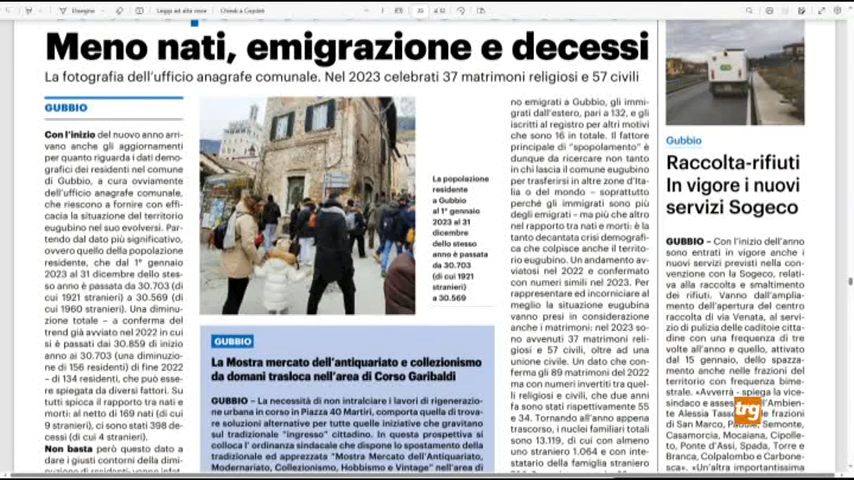 Disegno
Leggi ad alta voce
Chiedi a Copilot
Meno nati, emigrazione e decessi
La fotografia dell'ufficio anagrafe comunale. Nel 2023 celebrati 37 matrimoni religiosi e 57 civili
GUBBIO
Con l'inizio del nuovo anno arri-
vano anche gli aggiornamenti
per quanto riguarda i dati demo-
grafici dei residenti nel comune
di Gubbio, a cura ovviamente
dell'ufficio anagrafe comunale,
che riescono a fornire con effi-
cacia la situazione del territorio
eugubino nel suo evolversi. Par-
tendo dal dato più significativo,
ovvero quello della popolazione
residente, che dal 1° gennaio
2023 al 31 dicembre dello stes-
so anno è passata da 30.703 (di
cui 1921 stranieri) a 30.569 (di
cui 1960 stranieri). Una diminu-
zione totale – a conferma del
trend già avviato nel 2022 in cui
si è passati dai 30.859 di inizio
anno ai 30.703 (una diminuzio-
ne di 156 residenti) di fine 2022
– di 134 residenti, che può esse-
re spiegata da diversi fattori. Su
tutti spicca il rapporto tra nati e
morti: al netto di 169 nati (di cui
9 stranieri), ci sono stati 398 de-
cessi (di cui 4 stranieri).
Non basta però questo dato a
dare i giusti contorni della dimi-
La popolazione
residente
a Gubbio
al 1° gennaio
2023 al 31
dicembre
dello stesso
anno è passata
da 30.703
(di cui 1921
stranieri)
a 30.569
GUBBIO
La Mostra mercato dell'antiquariato e collezionismo
da domani trasloca nell'area di Corso Garibaldi
GUBBIO – La necessità di non intralciare i lavori di rigenerazio-
ne urbana in corso in Piazza 40 Martiri, comporta quella di trova-
re soluzioni alternative per tutte quelle iniziative che gravitano
sul tradizionale "ingresso" cittadino. In questa prospettiva si
colloca l'ordinanza sindacale che dispone lo spostamento della
tradizionale ed apprezzata "Mostra Mercato dell'Antiquariato,
Modernariato, Collezionismo, Hobbismo e Vintage" nell'area di
no emigrati a Gubbio, gli immi-
grati dall'estero, pari a 132, e gli
iscritti al registro per altri motivi
che sono 16 in totale. Il fattore
principale di "spopolamento" è
dunque da ricercare non tanto
in chi lascia il comune eugubino
per trasferirsi in altre zone d'Ita-
lia o del mondo – soprattutto
perché gli immigrati sono più
degli emigrati – ma più che altro
nel rapporto tra nati e morti: è la
tanto decantata crisi demografi-
ca che colpisce anche il territo-
rio eugubino. Un andamento av-
viatosi nel 2022 e confermato
con numeri simili nel 2023. Per
rappresentare ed incorniciare al
meglio la situazione eugubina
vanno presi in considerazione
anche i matrimoni: nel 2023 so-
no avvenuti 37 matrimoni reli-
giosi e 57 civili, oltre ad una
unione civile. Un dato che con-
ferma gli 89 matrimoni del 2022
ma con numeri invertiti tra quel-
li religiosi e civili, che due anni
fa sono stati rispettivamente 55
e 34. Tornando all'anno appena
trascorso, i nuclei familiari totali
sono 13.119, di cui con almeno
uno straniero 1.064 e con inte-
statario della famiglia straniero
Gubbio
Raccolta-rifiuti
In vigore i nuovi
servizi Sogeco
GUBBIO – Con l'inizio dell'anno
sono entrati in vigore anche i
nuovi servizi previsti nella con-
venzione con la Sogeco, relati-
va alla raccolta e smaltimento
dei rifiuti. Vanno dall'amplia-
mento dell'apertura del centro
raccolta di via Venata, al servi-
zio di pulizia delle caditoie citta-
dine con una frequenza di tre
volte all'anno e quello, attivato
dal 15 gennaio, dello spazza-
mento anche nelle frazioni del
territorio con frequenza bime-
strale. «Avverrà - spiega la vice-
sindaco e assess all'Ambien-
te Alessia Tass e frazioni
di San Marco, Padule, Semonte,
Casamorcia, Mocaiana, Cipollе-
to, Ponte d'Assi, Spada, Torre e
Branca, Colpalombo e Carbone-
sca». «Un'altra importantissima
trg